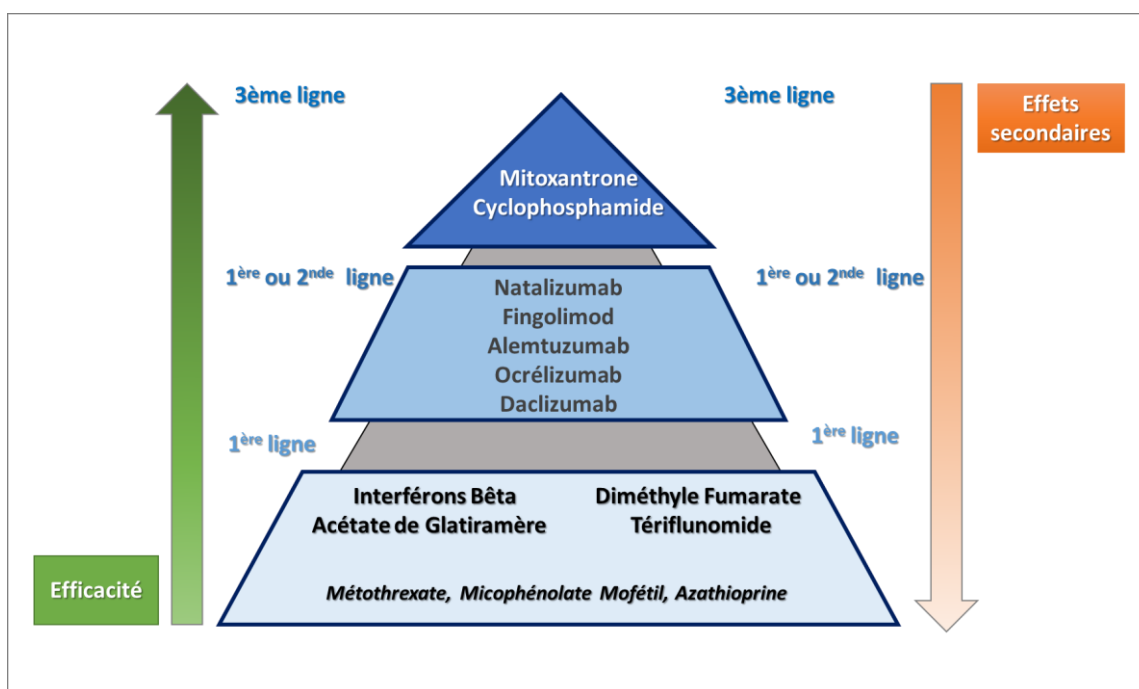 3ème ligne
3ème ligne
Effets
secondaires
Mitoxantrone
Cyclophosphamide
1ère ou 2nde ligne
1ère ou 2nde ligne
Natalizumab
Fingolimod
Alemtuzumab
Ocrélizumab
Daclizumab
1ère ligne
1ère ligne
Interférons Bêta
Acétate de Glatiramère
Diméthyle Fumarate
Tériflunomide
Efficacité
Métothrexate, Micophénolate Mofétil, Azathioprine